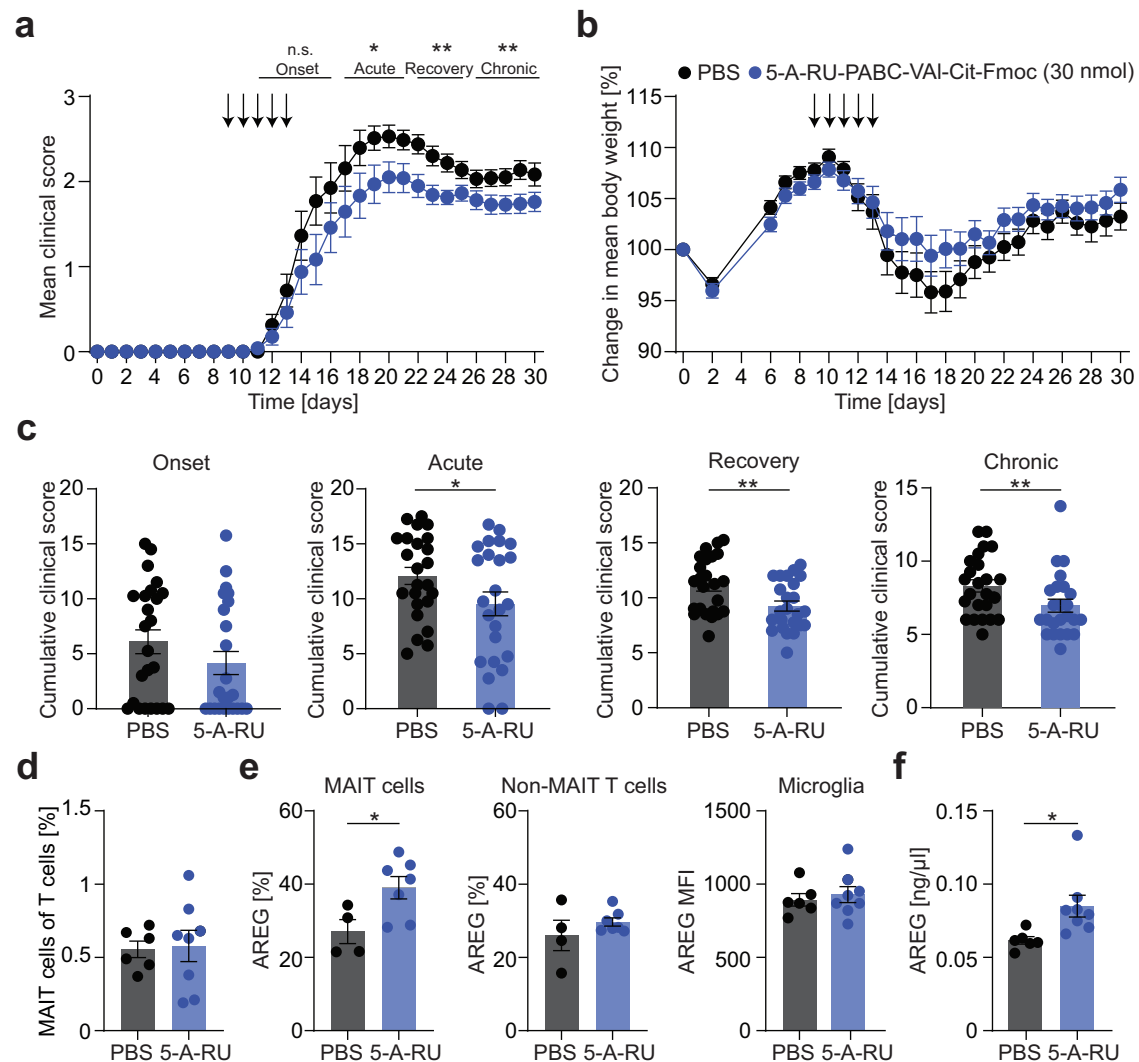 a
n.s.
*
**
**
Onset
Acute
Recovery
Chronic
Mean clinical score
3
2
1
0
0 2 4 6 8 10 12 14 16 18 20 22 24 26 28 30
Time [days]
b
PBS 5-A-RU-PABC-VAl-Cit-Fmoc (30 nmol)
Change in mean body weight [%]
115
110
105
100
95
90
0 2 4 6 8 10 12 14 16 18 20 22 24 26 28 30
Time [days]
c
Onset
Cumulative clinical score
20
15
10
5
0
PBS 5-A-RU
Acute
*
Cumulative clinical score
20
15
10
5
0
PBS 5-A-RU
Recovery
**
Cumulative clinical score
20
15
10
5
0
PBS 5-A-RU
Chronic
**
Cumulative clinical score
15
10
5
0
PBS 5-A-RU
d
MAIT cells of T cells [%]
1.5
1
0.5
0
PBS 5-A-RU
e
MAIT cells
*
AREG [%]
60
40
20
0
PBS 5-A-RU
Non-MAIT T cells
AREG [%]
60
40
20
0
PBS 5-A-RU
Microglia
AREG MFI
1500
1000
500
0
PBS 5-A-RU
f
*
AREG [ng/µl]
0.15
0.10
0.05
0
PBS 5-A-RU